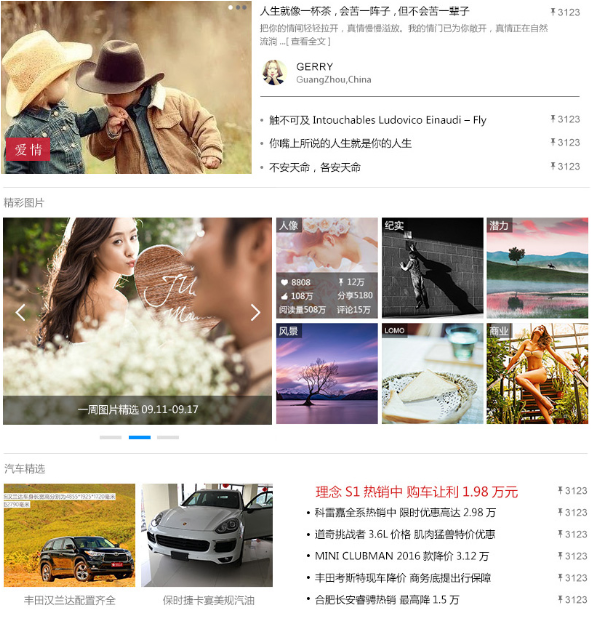 人生就像一杯茶，会苦一阵子，但不会苦一辈子
3123
把你的情间轻轻拉开，真情慢慢溢放。我的情门已为你敞开，真情正在自然
流淌 ...[ 查看全文 ]
GERRY
GuangZhou,China
爱情
触不可及 Intouchables Ludovico Einaudi – Fly
3123
你嘴上所说的人生就是你的人生
3123
不安天命，各安天命
3123
精彩图片
人像
纪实
潜力
8808
12万
108万
分享5180
阅读量508万
评论15万
风景
LOMO
商业
一周图片精选 09.11-09.17
汽车精选
理念 S1 热销中 购车让利 1.98 万元
3123
科雷嘉全系热销中 限时优惠高达 2.98 万
3123
道奇挑战者 3.6L 价格 肌肉猛兽特价优惠
3123
MINI CLUBMAN 2016 款降价 3.12 万
3123
丰田考斯特现车降价 商务底提出行保障
3123
合肥长安睿骋热销 最高降 1.5 万
3123
丰田汉兰达配置齐全
保时捷卡宴美规汽油